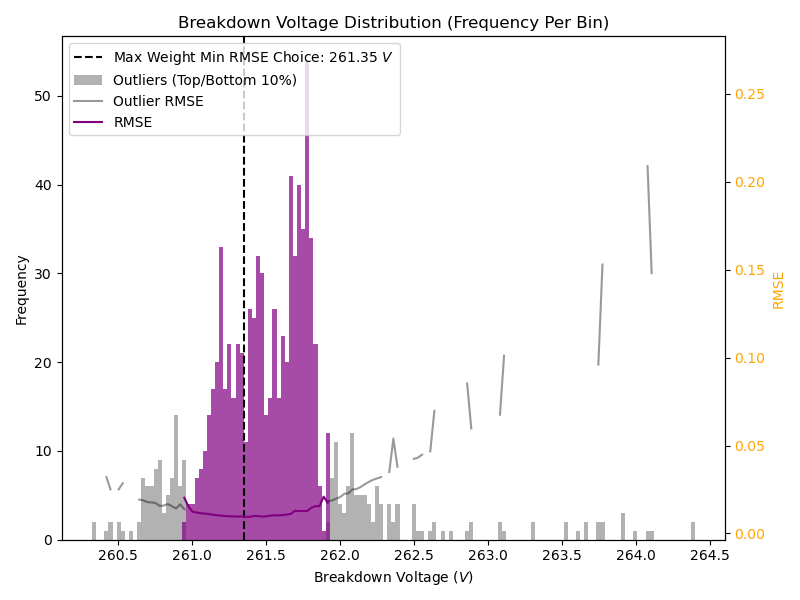 Breakdown Voltage Distribution (Frequency Per Bin)
Max Weight Min RMSE Choice: 261.35 V
Outliers (Top/Bottom 10%)
Outlier RMSE
RMSE
Frequency
50
40
30
20
10
0
0.25
0.20
0.15
0.10
0.05
0.00
RMSE
260.5 261.0 261.5 262.0 262.5 263.0 263.5 264.0 264.5
Breakdown Voltage (V)